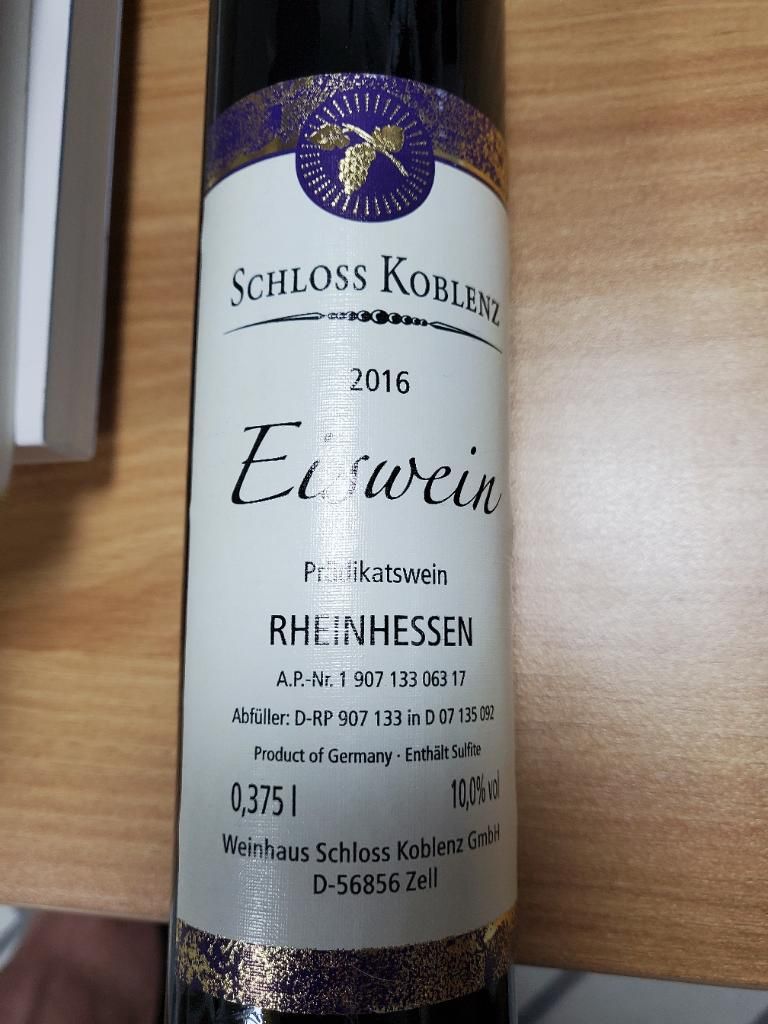 SCHLOSS KOBLENZ
2016
Eiswein
Prädikatswein
RHEINHESSEN
A.P.-Nr. 1 907 133 063 17
Abfüller: D-RP 907 133 in D 07 135 092
Product of Germany · Enthält Sulfite
0,375 l 10,0% vol
Weinhaus Schloss Koblenz GmbH
D-56856 Zell